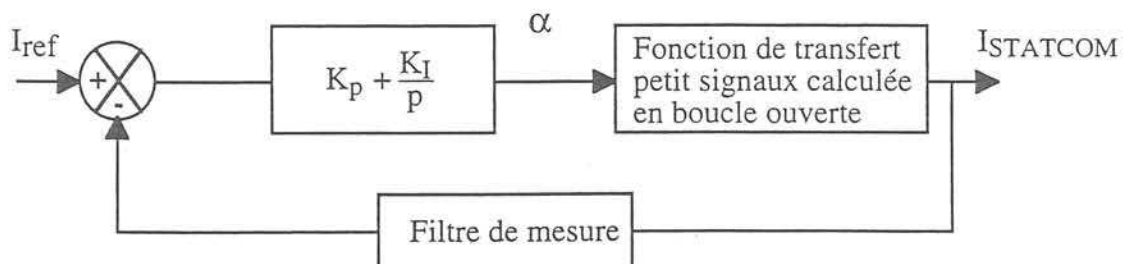 I_ref
+
-
K_p + K_I/p
α
Fonction de transfert
petit signaux calculée
en boucle ouverte
I_STATCOM
Filtre de mesure